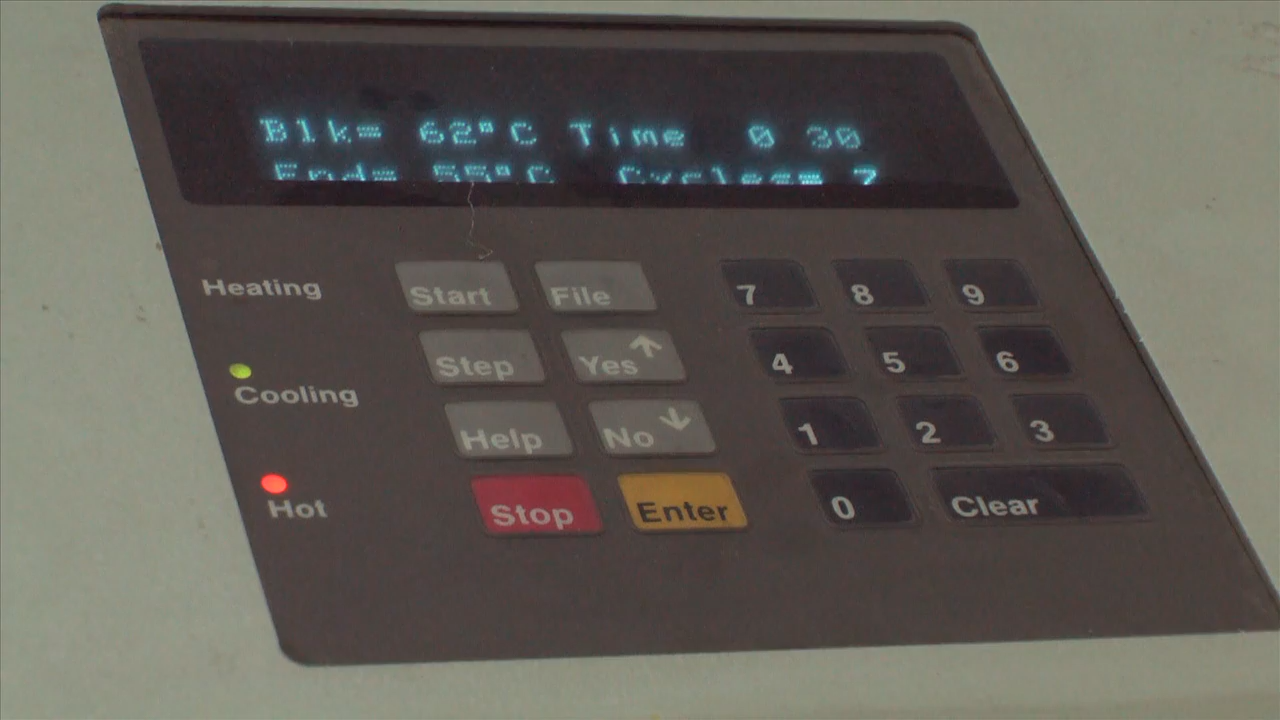 Blk= 62°C Time 0 30
End= 55°C Cycles= 7
Heating
Start File 7 8 9
Step Yes↑ 4 5 6
Cooling
Help No↓ 1 2 3
Hot
Stop Enter 0 Clear